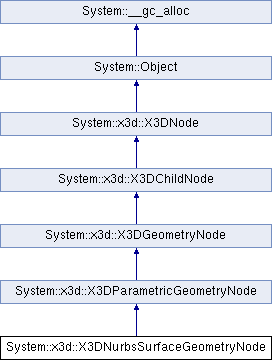 System::__gc_alloc
System::Object
System::x3d::X3DNode
System::x3d::X3DChildNode
System::x3d::X3DGeometryNode
System::x3d::X3DParametricGeometryNode
System::x3d::X3DNurbsSurfaceGeometryNode